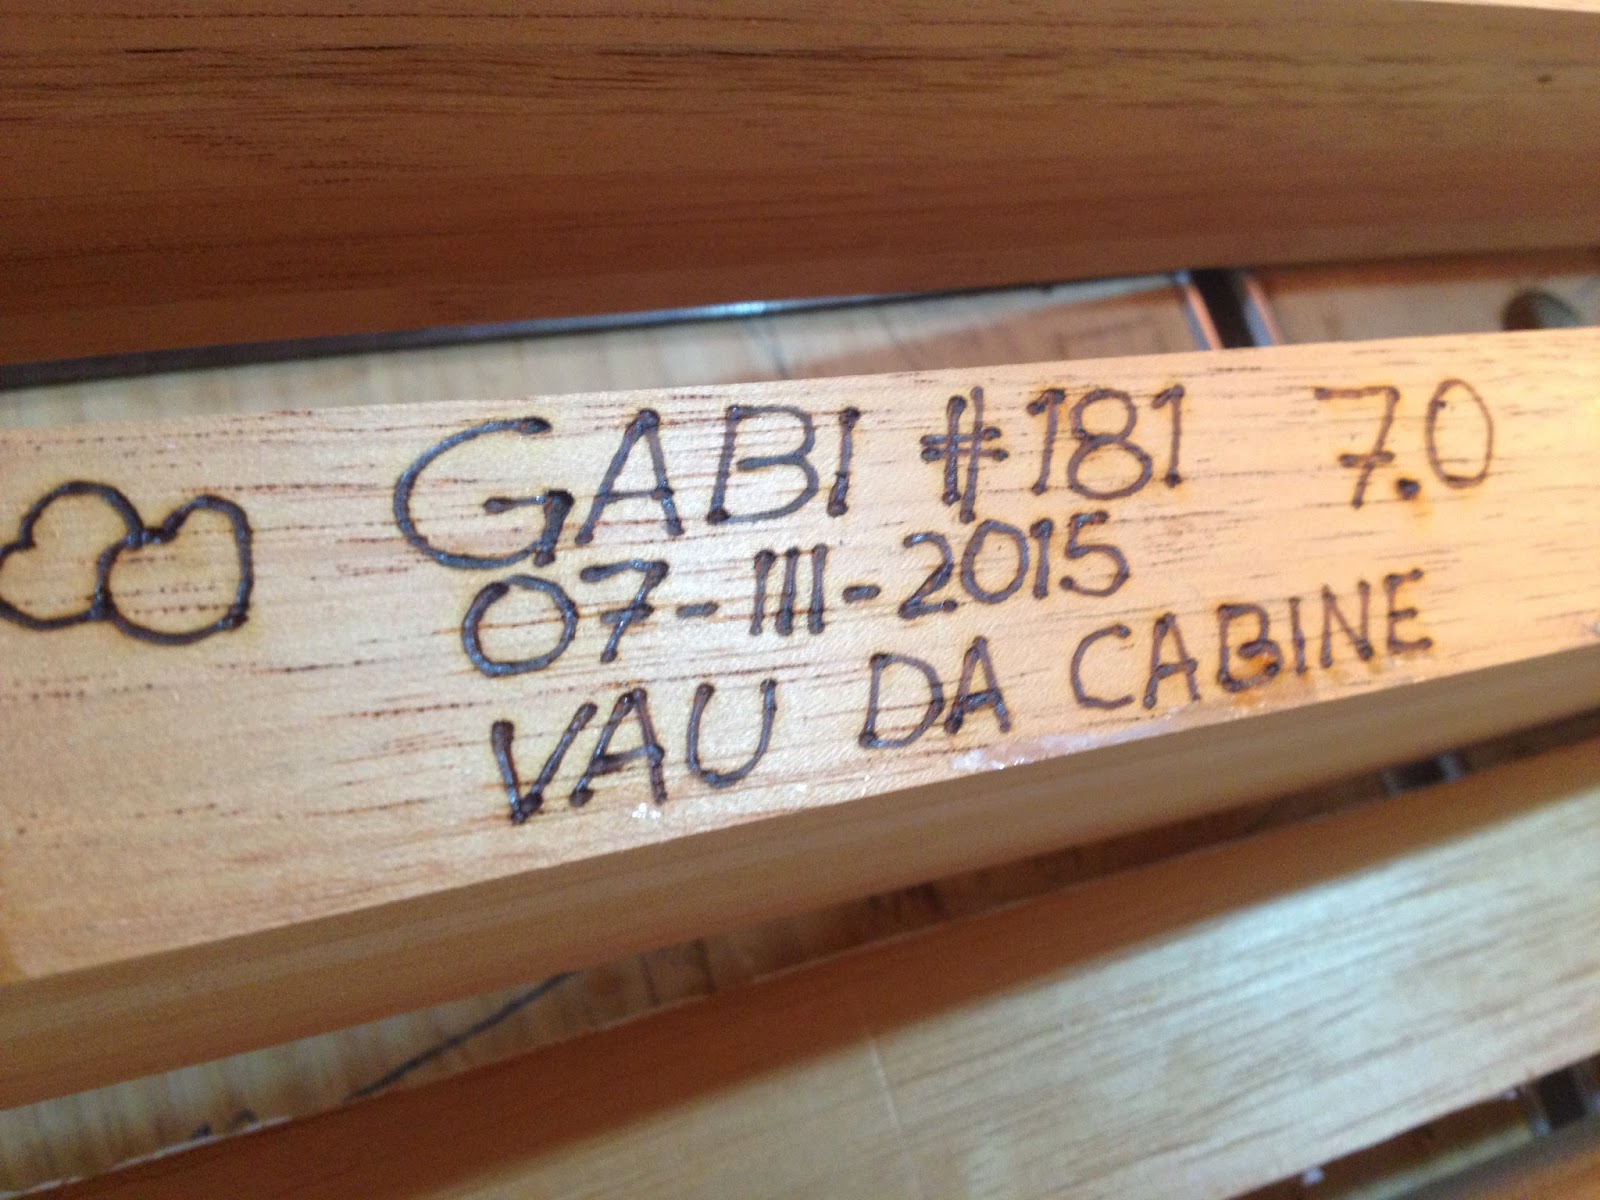 GABI #181 7.0
07-III-2015
VAU DA CABINE